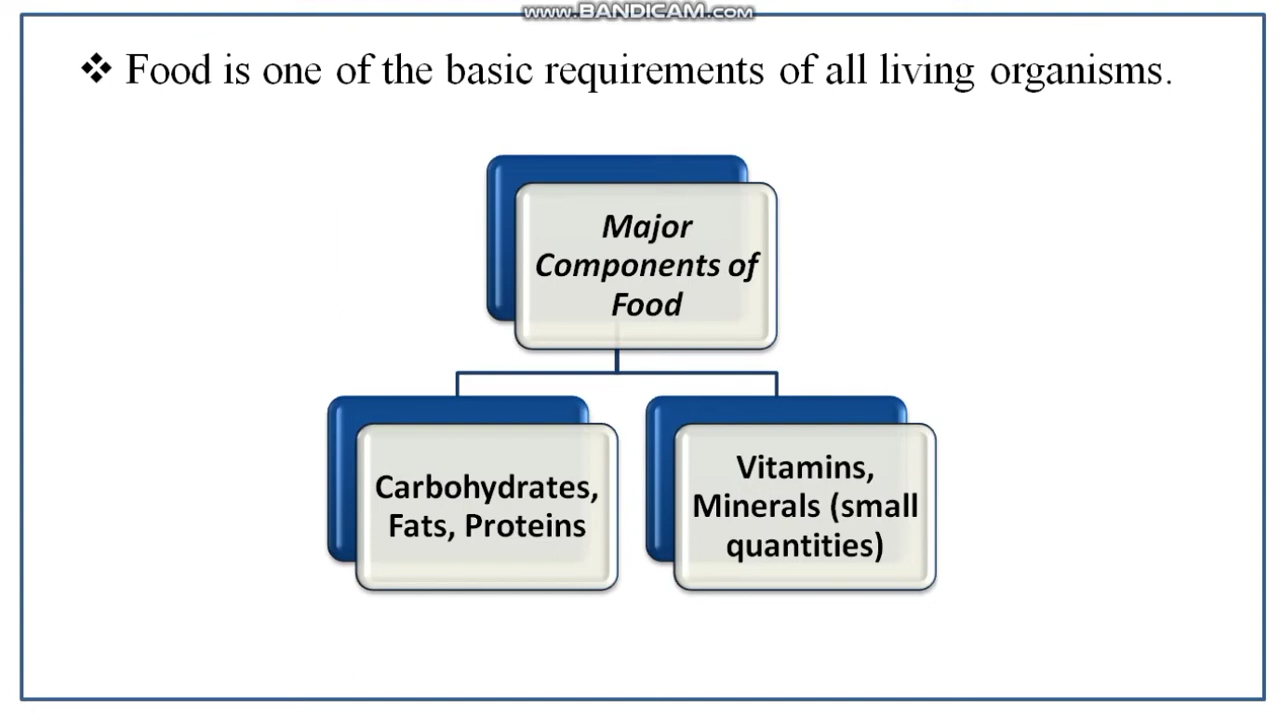 www.BANDICAM.com
❖ Food is one of the basic requirements of all living organisms.
Major
Components of
Food
Carbohydrates,
Fats, Proteins
Vitamins,
Minerals (small
quantities)